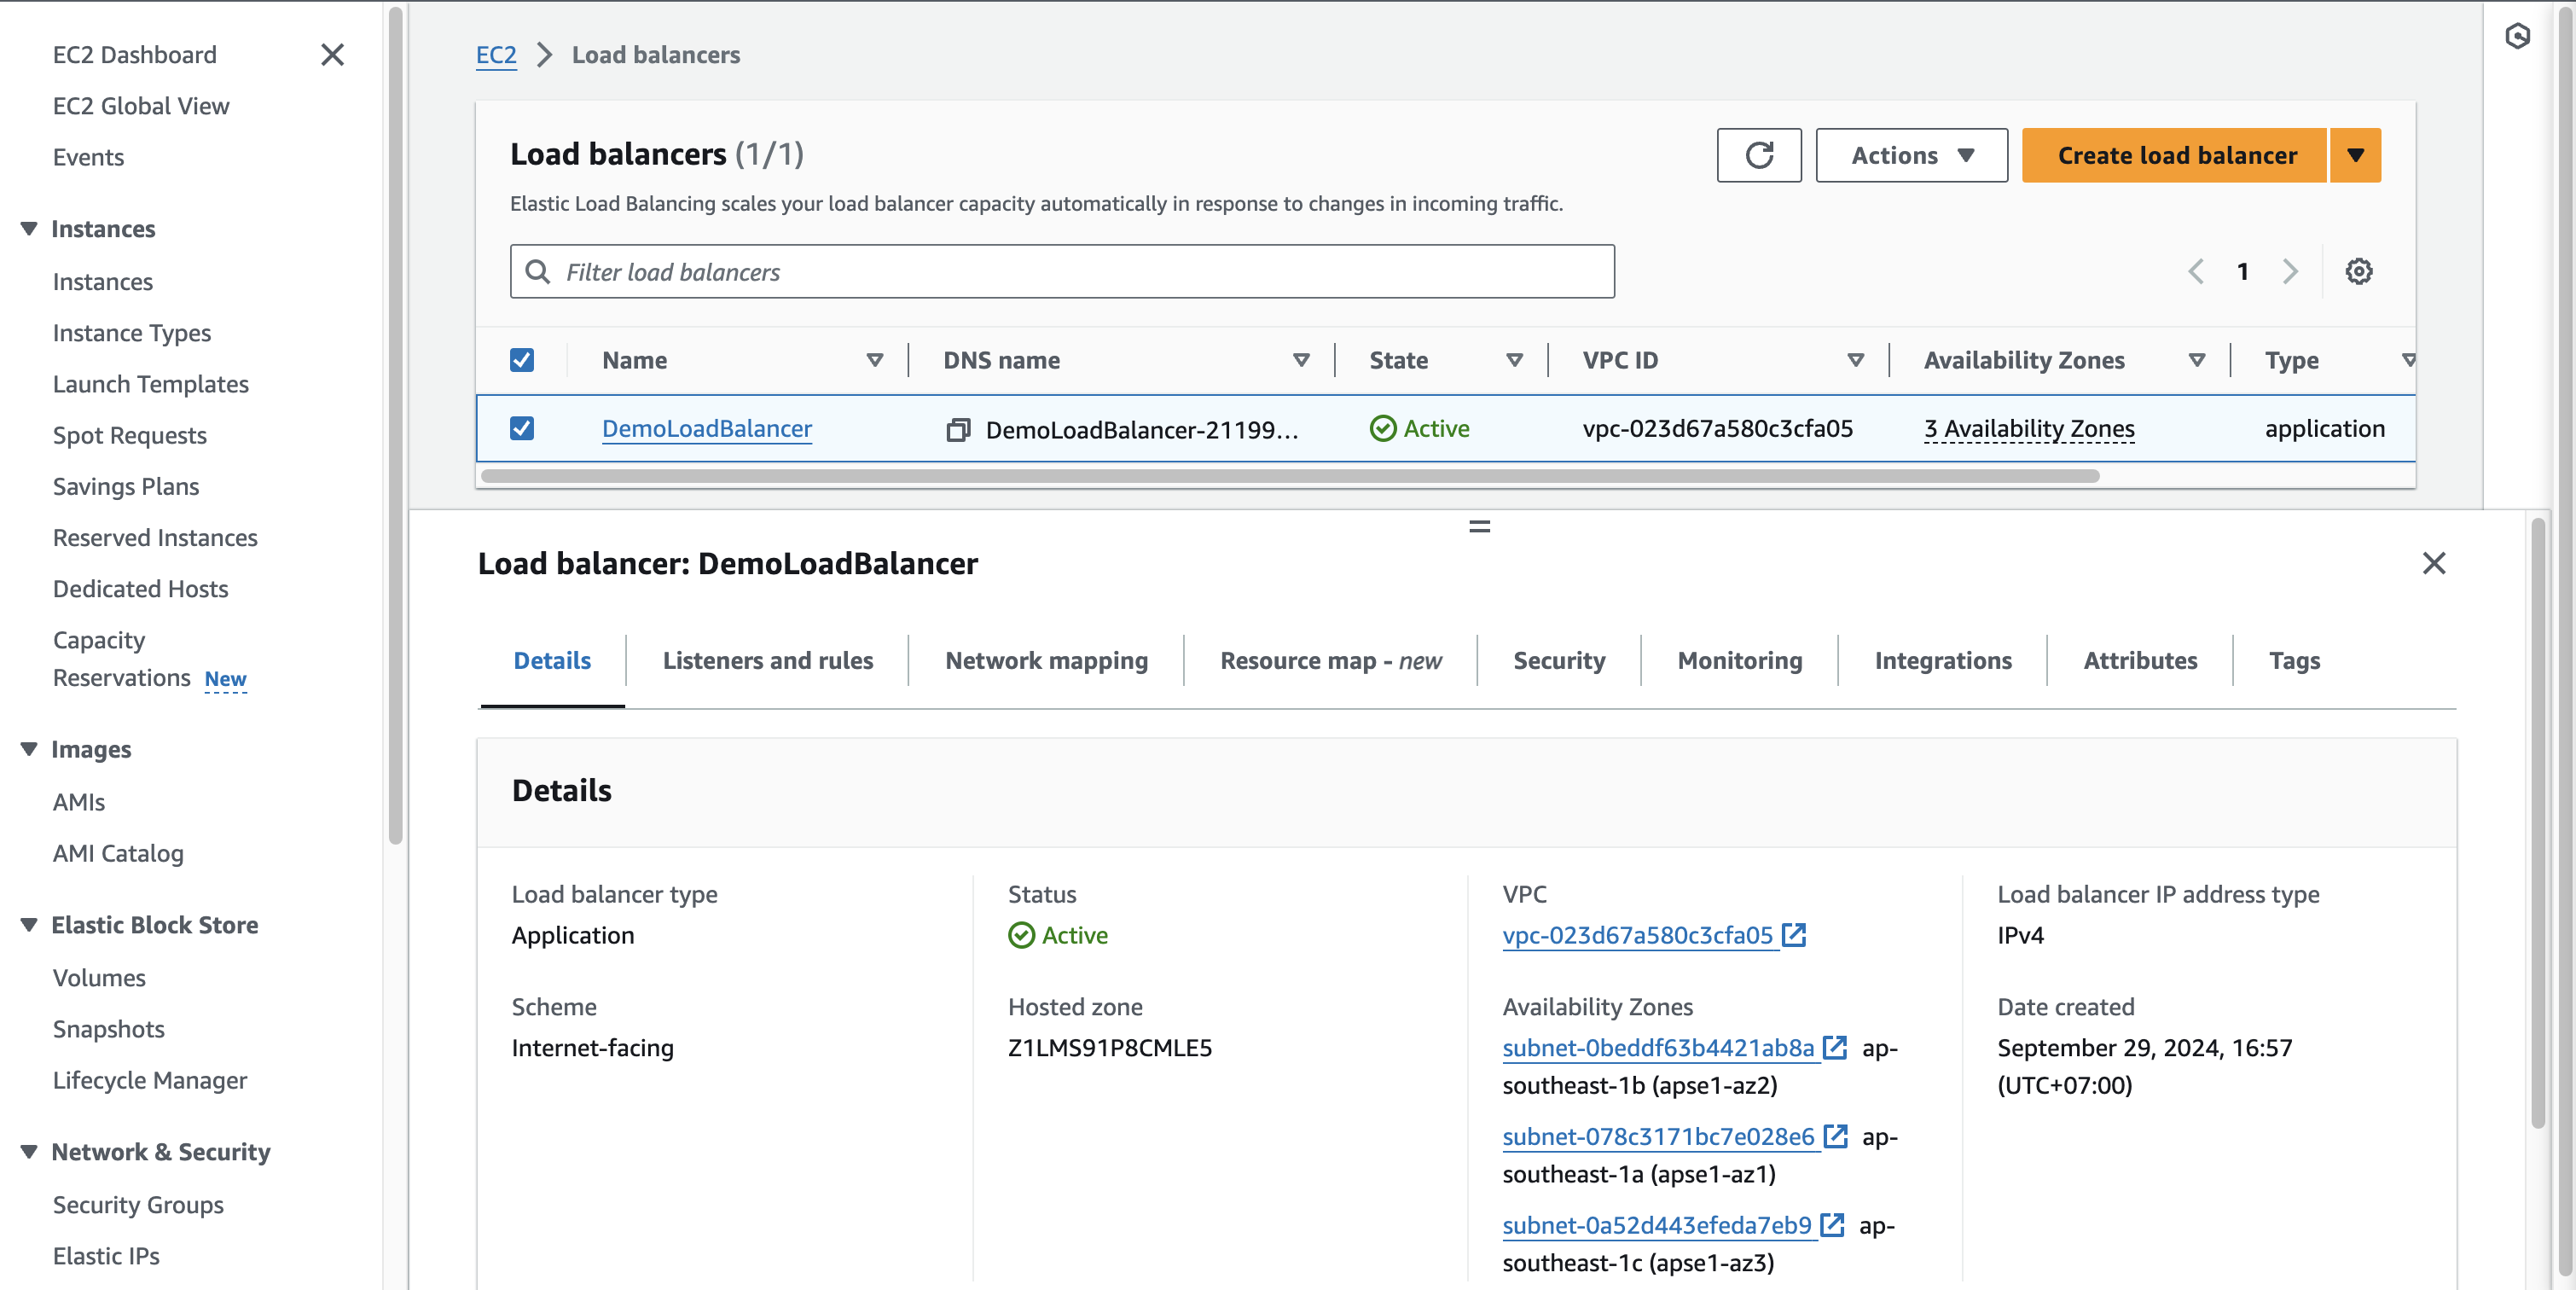 EC2 Dashboard
EC2 Global View
Events
Instances
Instances
Instance Types
Launch Templates
Spot Requests
Savings Plans
Reserved Instances
Dedicated Hosts
Capacity
Reservations New
Images
AMIs
AMI Catalog
Elastic Block Store
Volumes
Snapshots
Lifecycle Manager
Network & Security
Security Groups
Elastic IPs
EC2 Load balancers
Load balancers (1/1)
Actions
Create load balancer
Elastic Load Balancing scales your load balancer capacity automatically in response to changes in incoming traffic.
Filter load balancers
1
Name DNS name State VPC ID Availability Zones Type
DemoLoadBalancer DemoLoadBalancer-21199... Active vpc-023d67a580c3cfa05 3 Availability Zones application
Load balancer: DemoLoadBalancer
Details Listeners and rules Network mapping Resource map - new Security Monitoring Integrations Attributes Tags
Details
Load balancer type
Application
Scheme
Internet-facing
Status
Active
Hosted zone
Z1LMS91P8CMLE5
VPC
vpc-023d67a580c3cfa05
Availability Zones
subnet-0beddf63b4421ab8a ap-
southeast-1b (apse1-az2)
subnet-078c3171bc7e028e6 ap-
southeast-1a (apse1-az1)
subnet-0a52d443efeda7eb9 ap-
southeast-1c (apse1-az3)
Load balancer IP address type
IPv4
Date created
September 29, 2024, 16:57
(UTC+07:00)